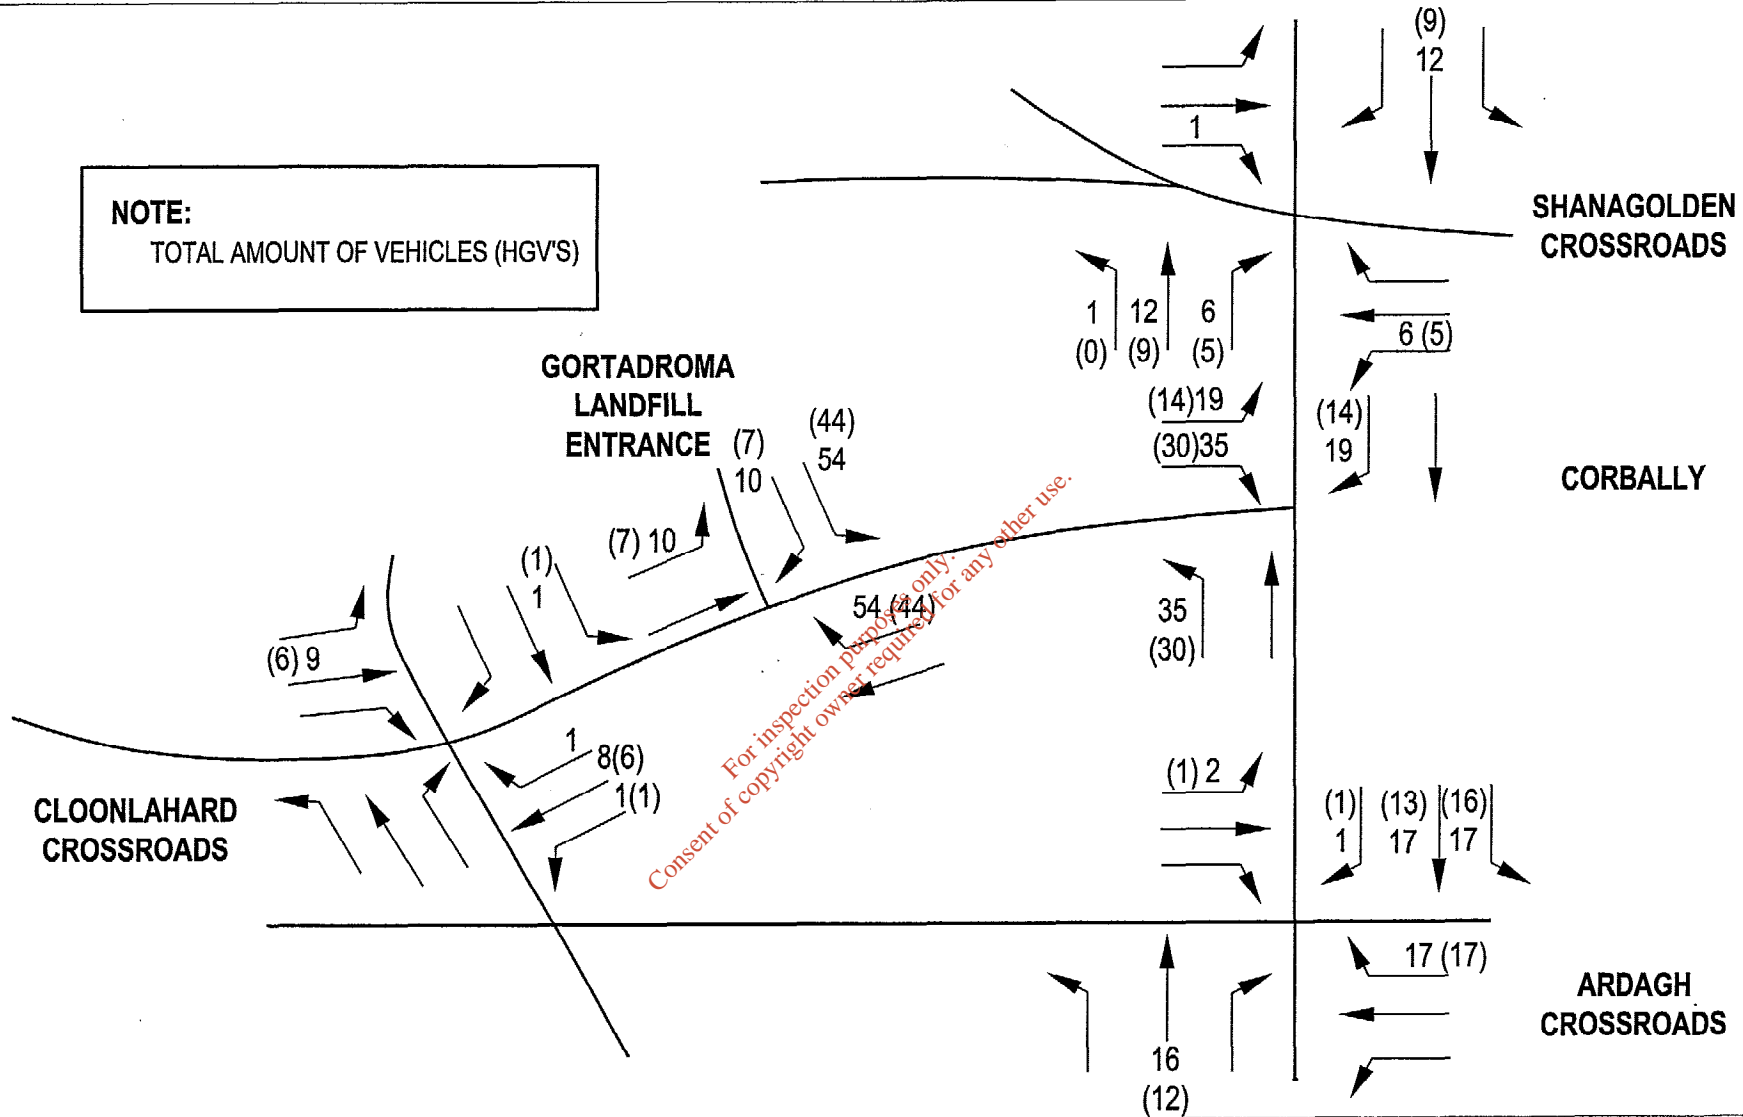 (9)
12
1
NOTE:
TOTAL AMOUNT OF VEHICLES (HGV'S)
SHANAGOLDEN
CROSSROADS
1 12 6
(0) (9) (5)
6 (5)
GORTADROMA
LANDFILL
ENTRANCE
(7)
10
(44)
54
(14)19
(30)35
(14)
19
CORBALLY
(7) 10
(1)
1
54 (44)
35
(30)
(6) 9
1
8(6)
1(1)
For inspection purposes only.
Consent of copyright owner required for any other use.
CLOONLAHARD
CROSSROADS
(1) 2
(1) (13) (16)
1 17 17
17 (17)
ARDAGH
CROSSROADS
16
(12)